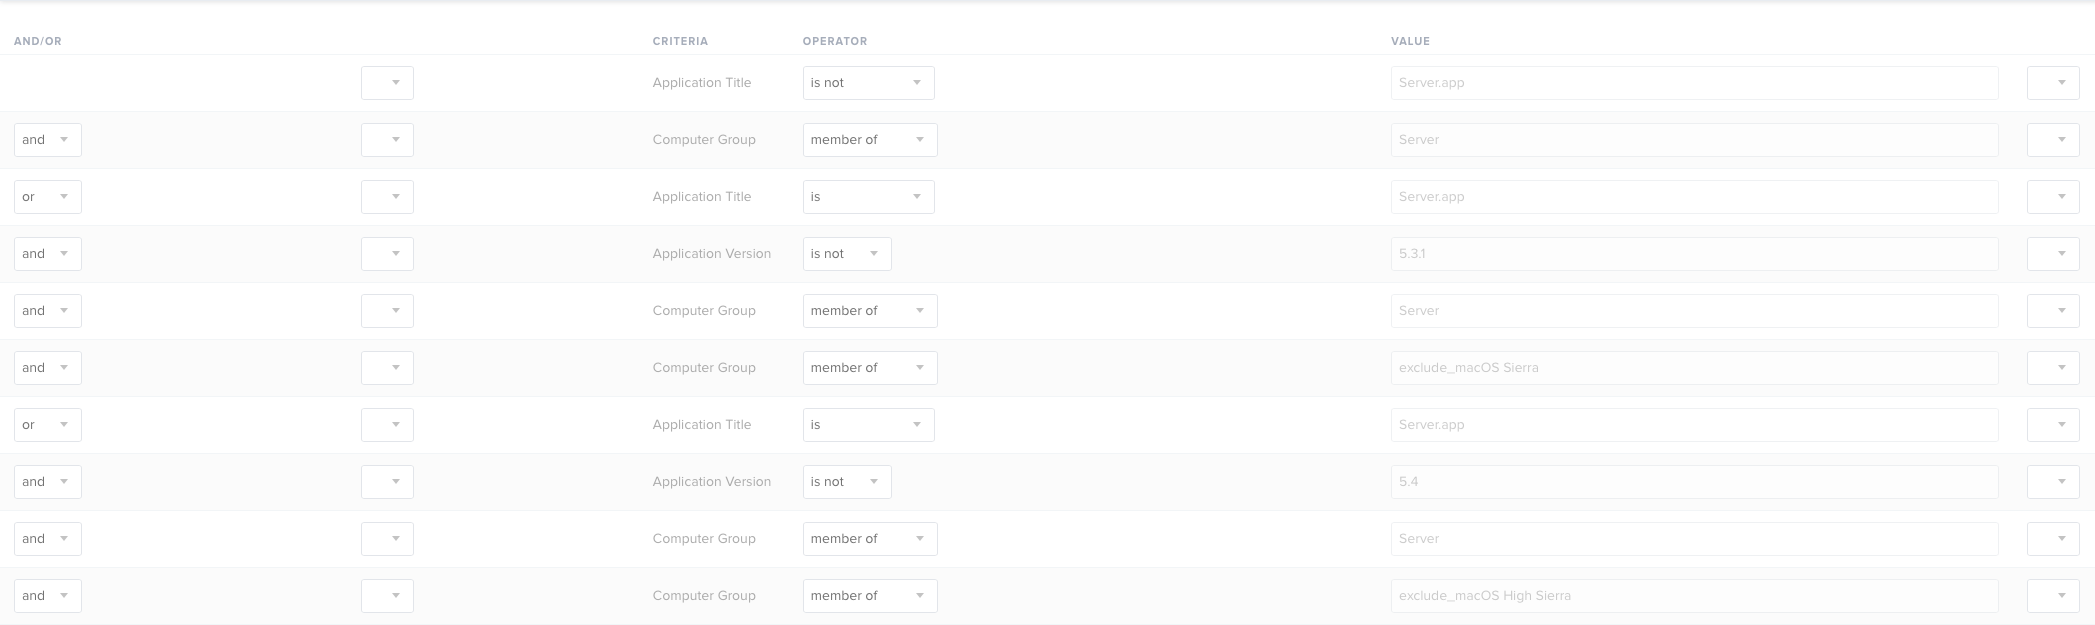 AND/OR CRITERIA OPERATOR VALUE
Application Title is not Server.app
and Computer Group member of Server
or Application Title is Server.app
and Application Version is not 5.3.1
and Computer Group member of Server
and Computer Group member of exclude_macOS Sierra
or Application Title is Server.app
and Application Version is not 5.4
and Computer Group member of Server
and Computer Group member of exclude_macOS High Sierra